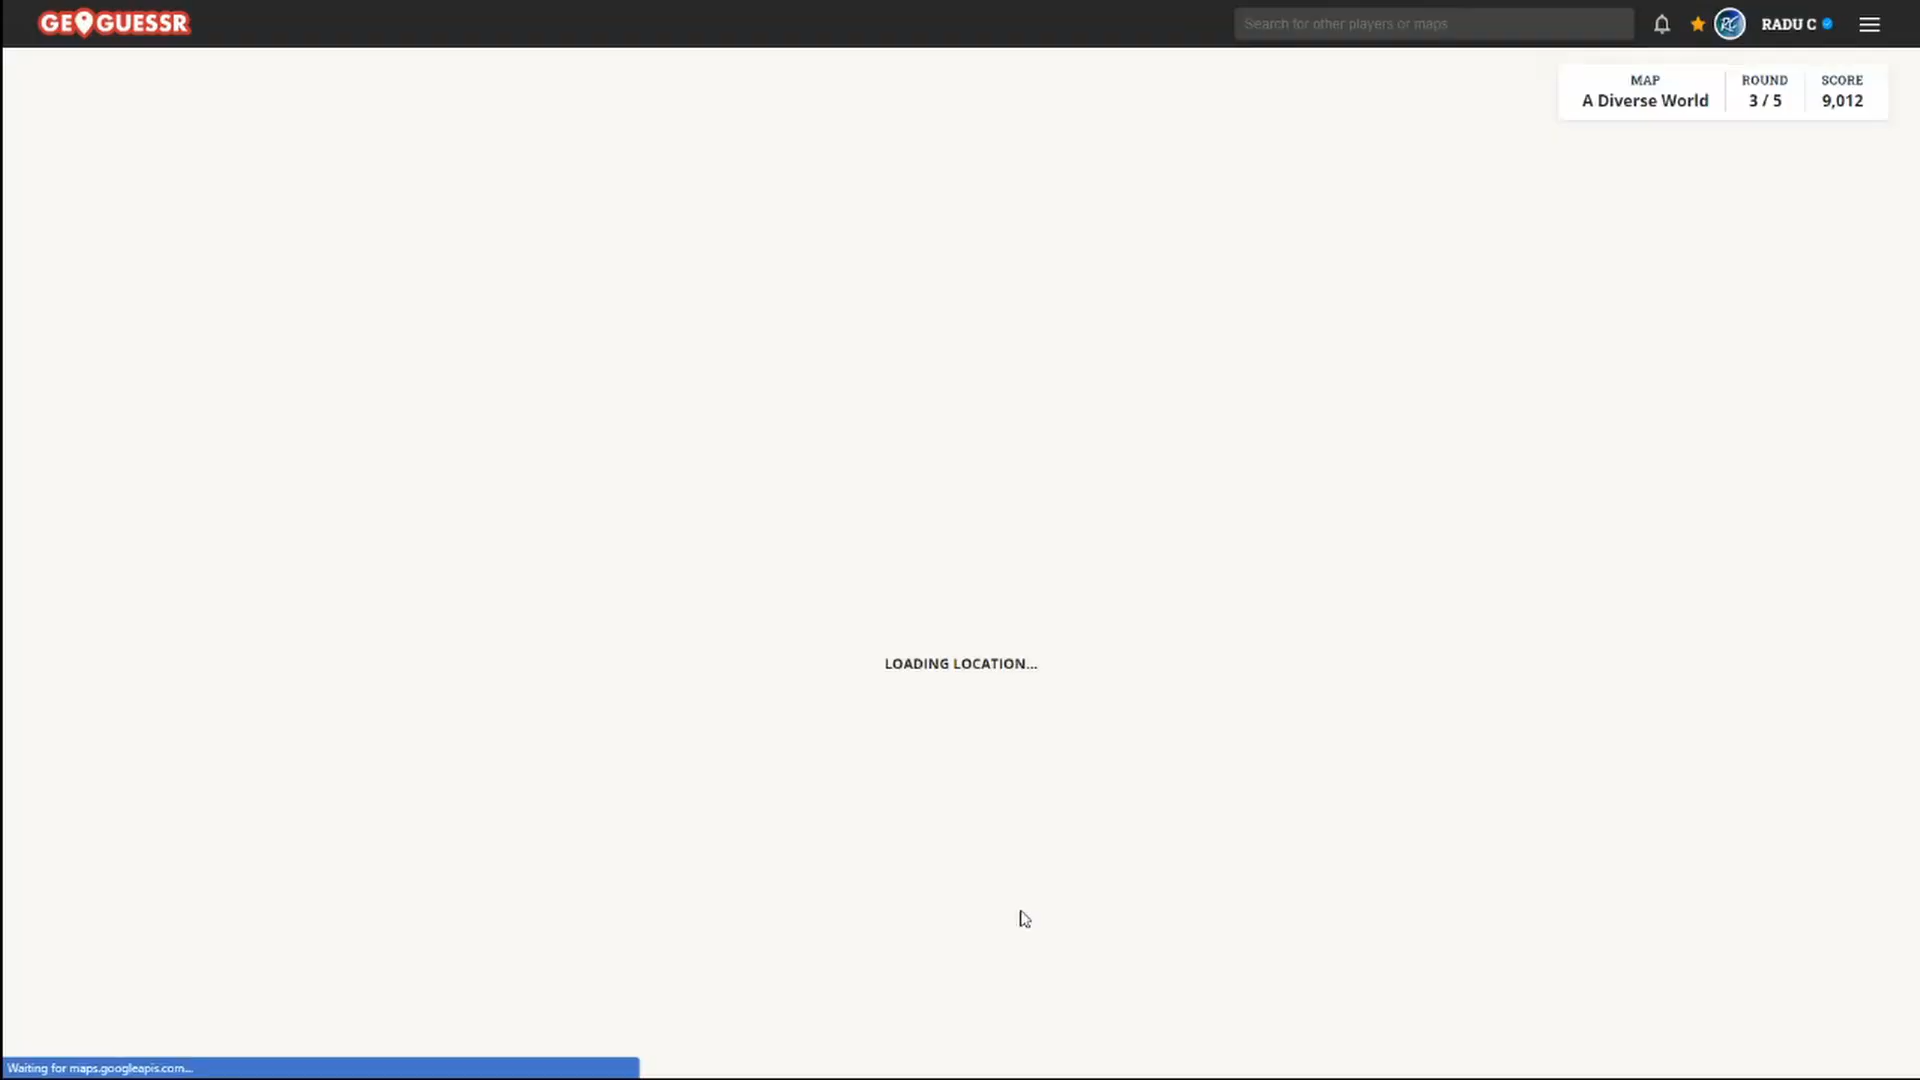 GEOGUESSR
Search for other players or maps
RADU C
MAP
A Diverse World
ROUND
3 / 5
SCORE
9,012
LOADING LOCATION...
Waiting for maps.googleapis.com...